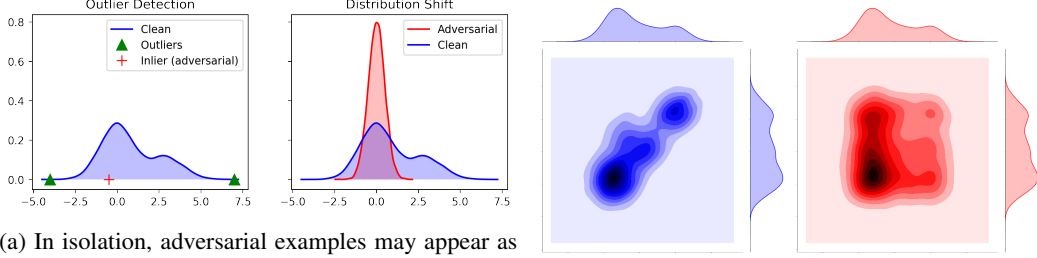 Outlier Detection
Distribution Shift
Clean
Outliers
Inlier (adversarial)
Adversarial
Clean
0.8
0.6
0.4
0.2
0.0
−5.0 −2.5 0.0 2.5 5.0 7.5
−5.0 −2.5 0.0 2.5 5.0 7.5
(a) In isolation, adversarial examples may appear as